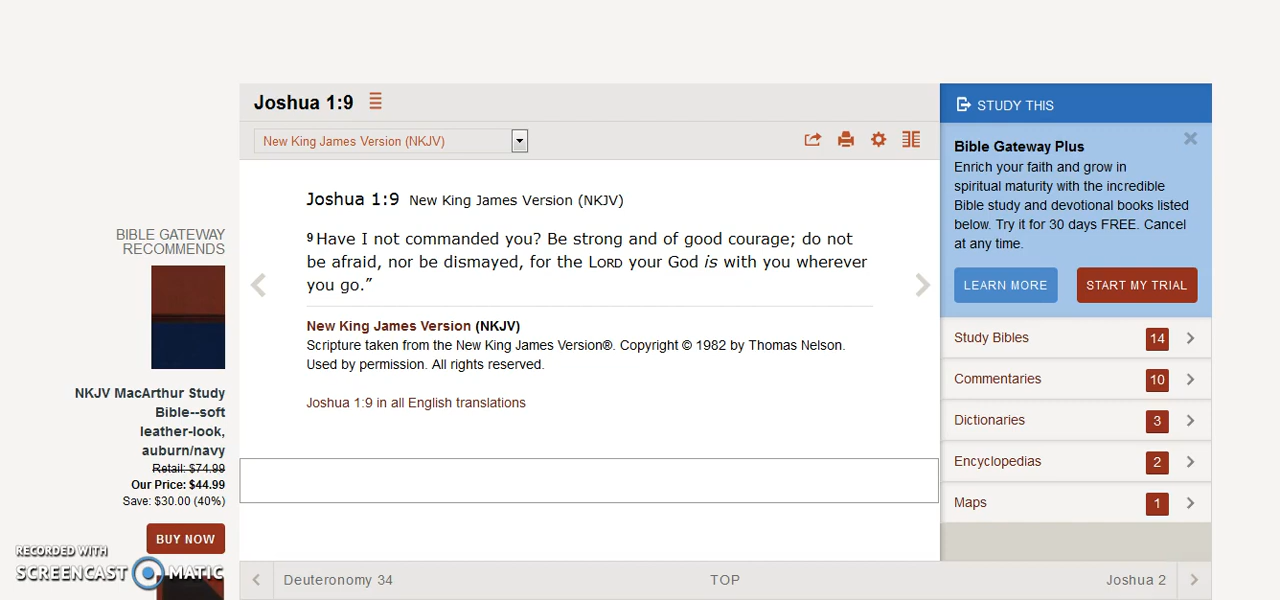 Joshua 1:9
New King James Version (NKJV)
Joshua 1:9 New King James Version (NKJV)
9 Have I not commanded you? Be strong and of good courage; do not
be afraid, nor be dismayed, for the LORD your God is with you wherever
you go.”
New King James Version (NKJV)
Scripture taken from the New King James Version®. Copyright © 1982 by Thomas Nelson.
Used by permission. All rights reserved.
Joshua 1:9 in all English translations
BIBLE GATEWAY
RECOMMENDS
NKJV MacArthur Study
Bible--soft
leather-look,
auburn/navy
Retail: $74.99
Our Price: $44.99
Save: $30.00 (40%)
BUY NOW
STUDY THIS
Bible Gateway Plus
Enrich your faith and grow in
spiritual maturity with the incredible
Bible study and devotional books listed
below. Try it for 30 days FREE. Cancel
at any time.
LEARN MORE START MY TRIAL
Study Bibles 14
Commentaries 10
Dictionaries 3
Encyclopedias 2
Maps 1
Deuteronomy 34 TOP Joshua 2
RECORDED WITH
SCREENCAST MATIC